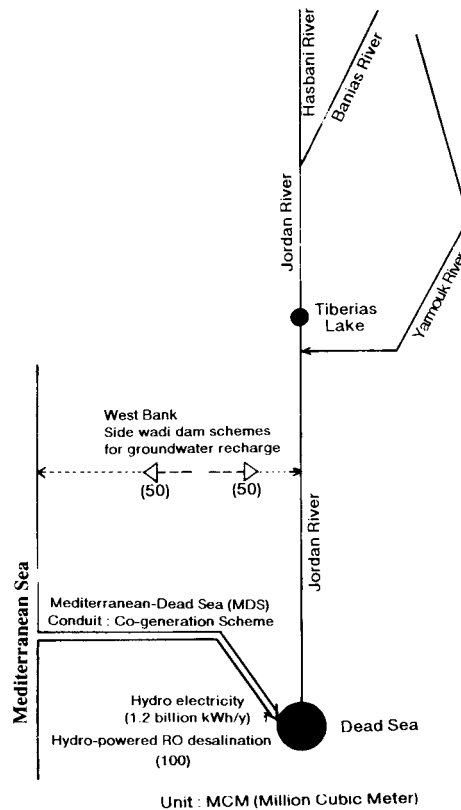 Hasbani River
Banias River
Jordan River
Tiberias
Lake
Yarmouk River
West Bank
Side wadi dam schemes
for groundwater recharge
(50)
(50)
Jordan River
Mediterranean Sea
Mediterranean-Dead Sea (MDS)
Conduit : Co-generation Scheme
Hydro electricity
(1.2 billion kWh/y)
Dead Sea
Hydro-powered RO desalination
(100)
Unit : MCM (Million Cubic Meter)